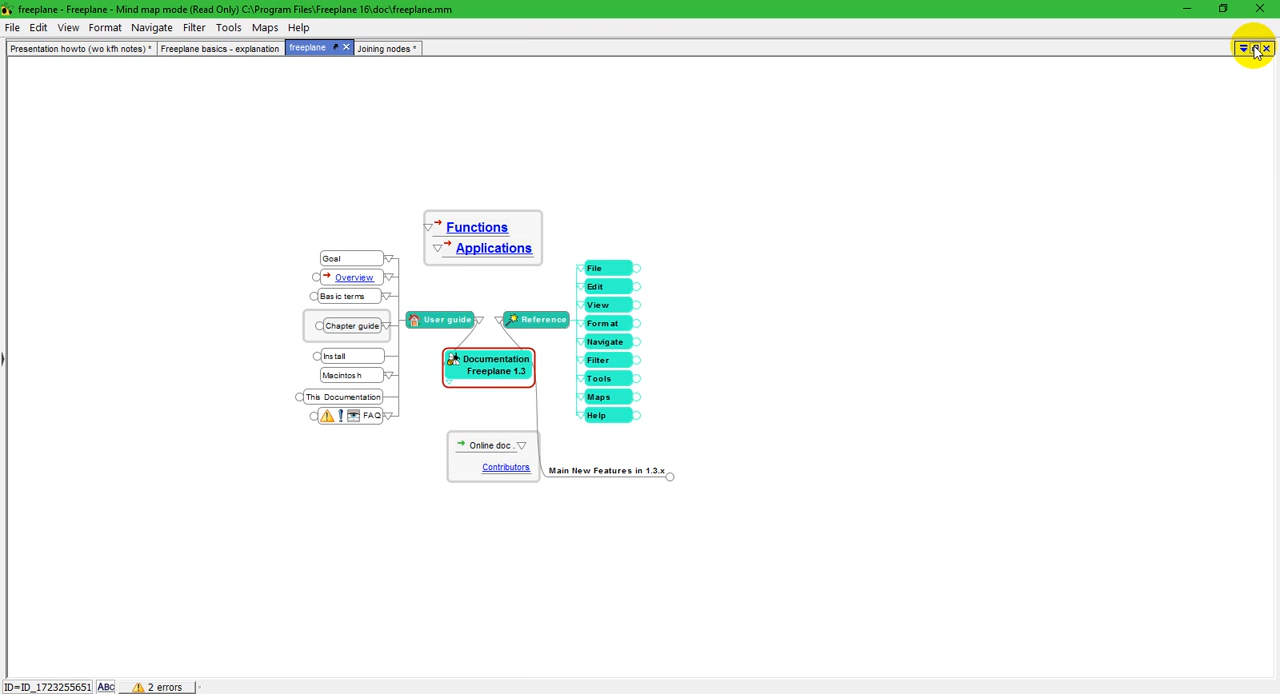 freeplane - Freeplane - Mind map mode (Read Only) C:\Program Files\Freeplane 16\doc\freeplane.mm
File Edit View Format Navigate Filter Tools Maps Help
Presentation howto (wo kfh notes) * Freeplane basics - explanation freeplane Joining nodes *
Functions
Applications
Goal
Overview
Basic terms
Chapter guide
Install
Macintosh
This Documentation
FAQ
User guide
Reference
Documentation
Freeplane 1.3
File
Edit
View
Format
Navigate
Filter
Tools
Maps
Help
Online doc .
Contributors
Main New Features in 1.3.x
ID=ID_1723255651 ABC 2 errors